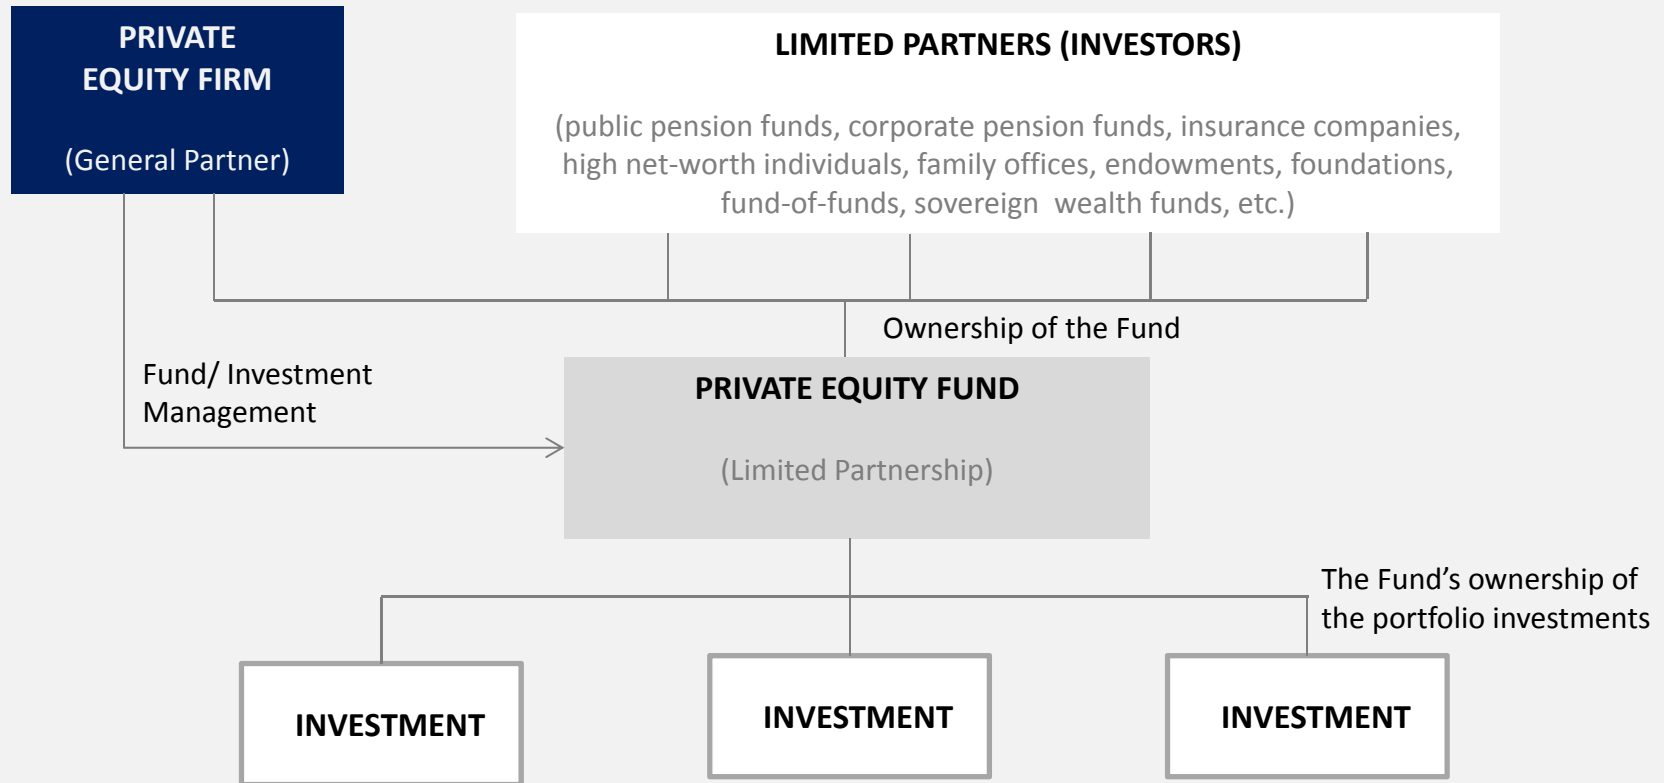 PRIVATE
EQUITY FIRM
(General Partner)
LIMITED PARTNERS (INVESTORS)
(public pension funds, corporate pension funds, insurance companies,
high net-worth individuals, family offices, endowments, foundations,
fund-of-funds, sovereign  wealth funds, etc.)
Ownership of the Fund
Fund/ Investment
Management
PRIVATE EQUITY FUND
(Limited Partnership)
The Fund’s ownership of
the portfolio investments
INVESTMENT
INVESTMENT
INVESTMENT